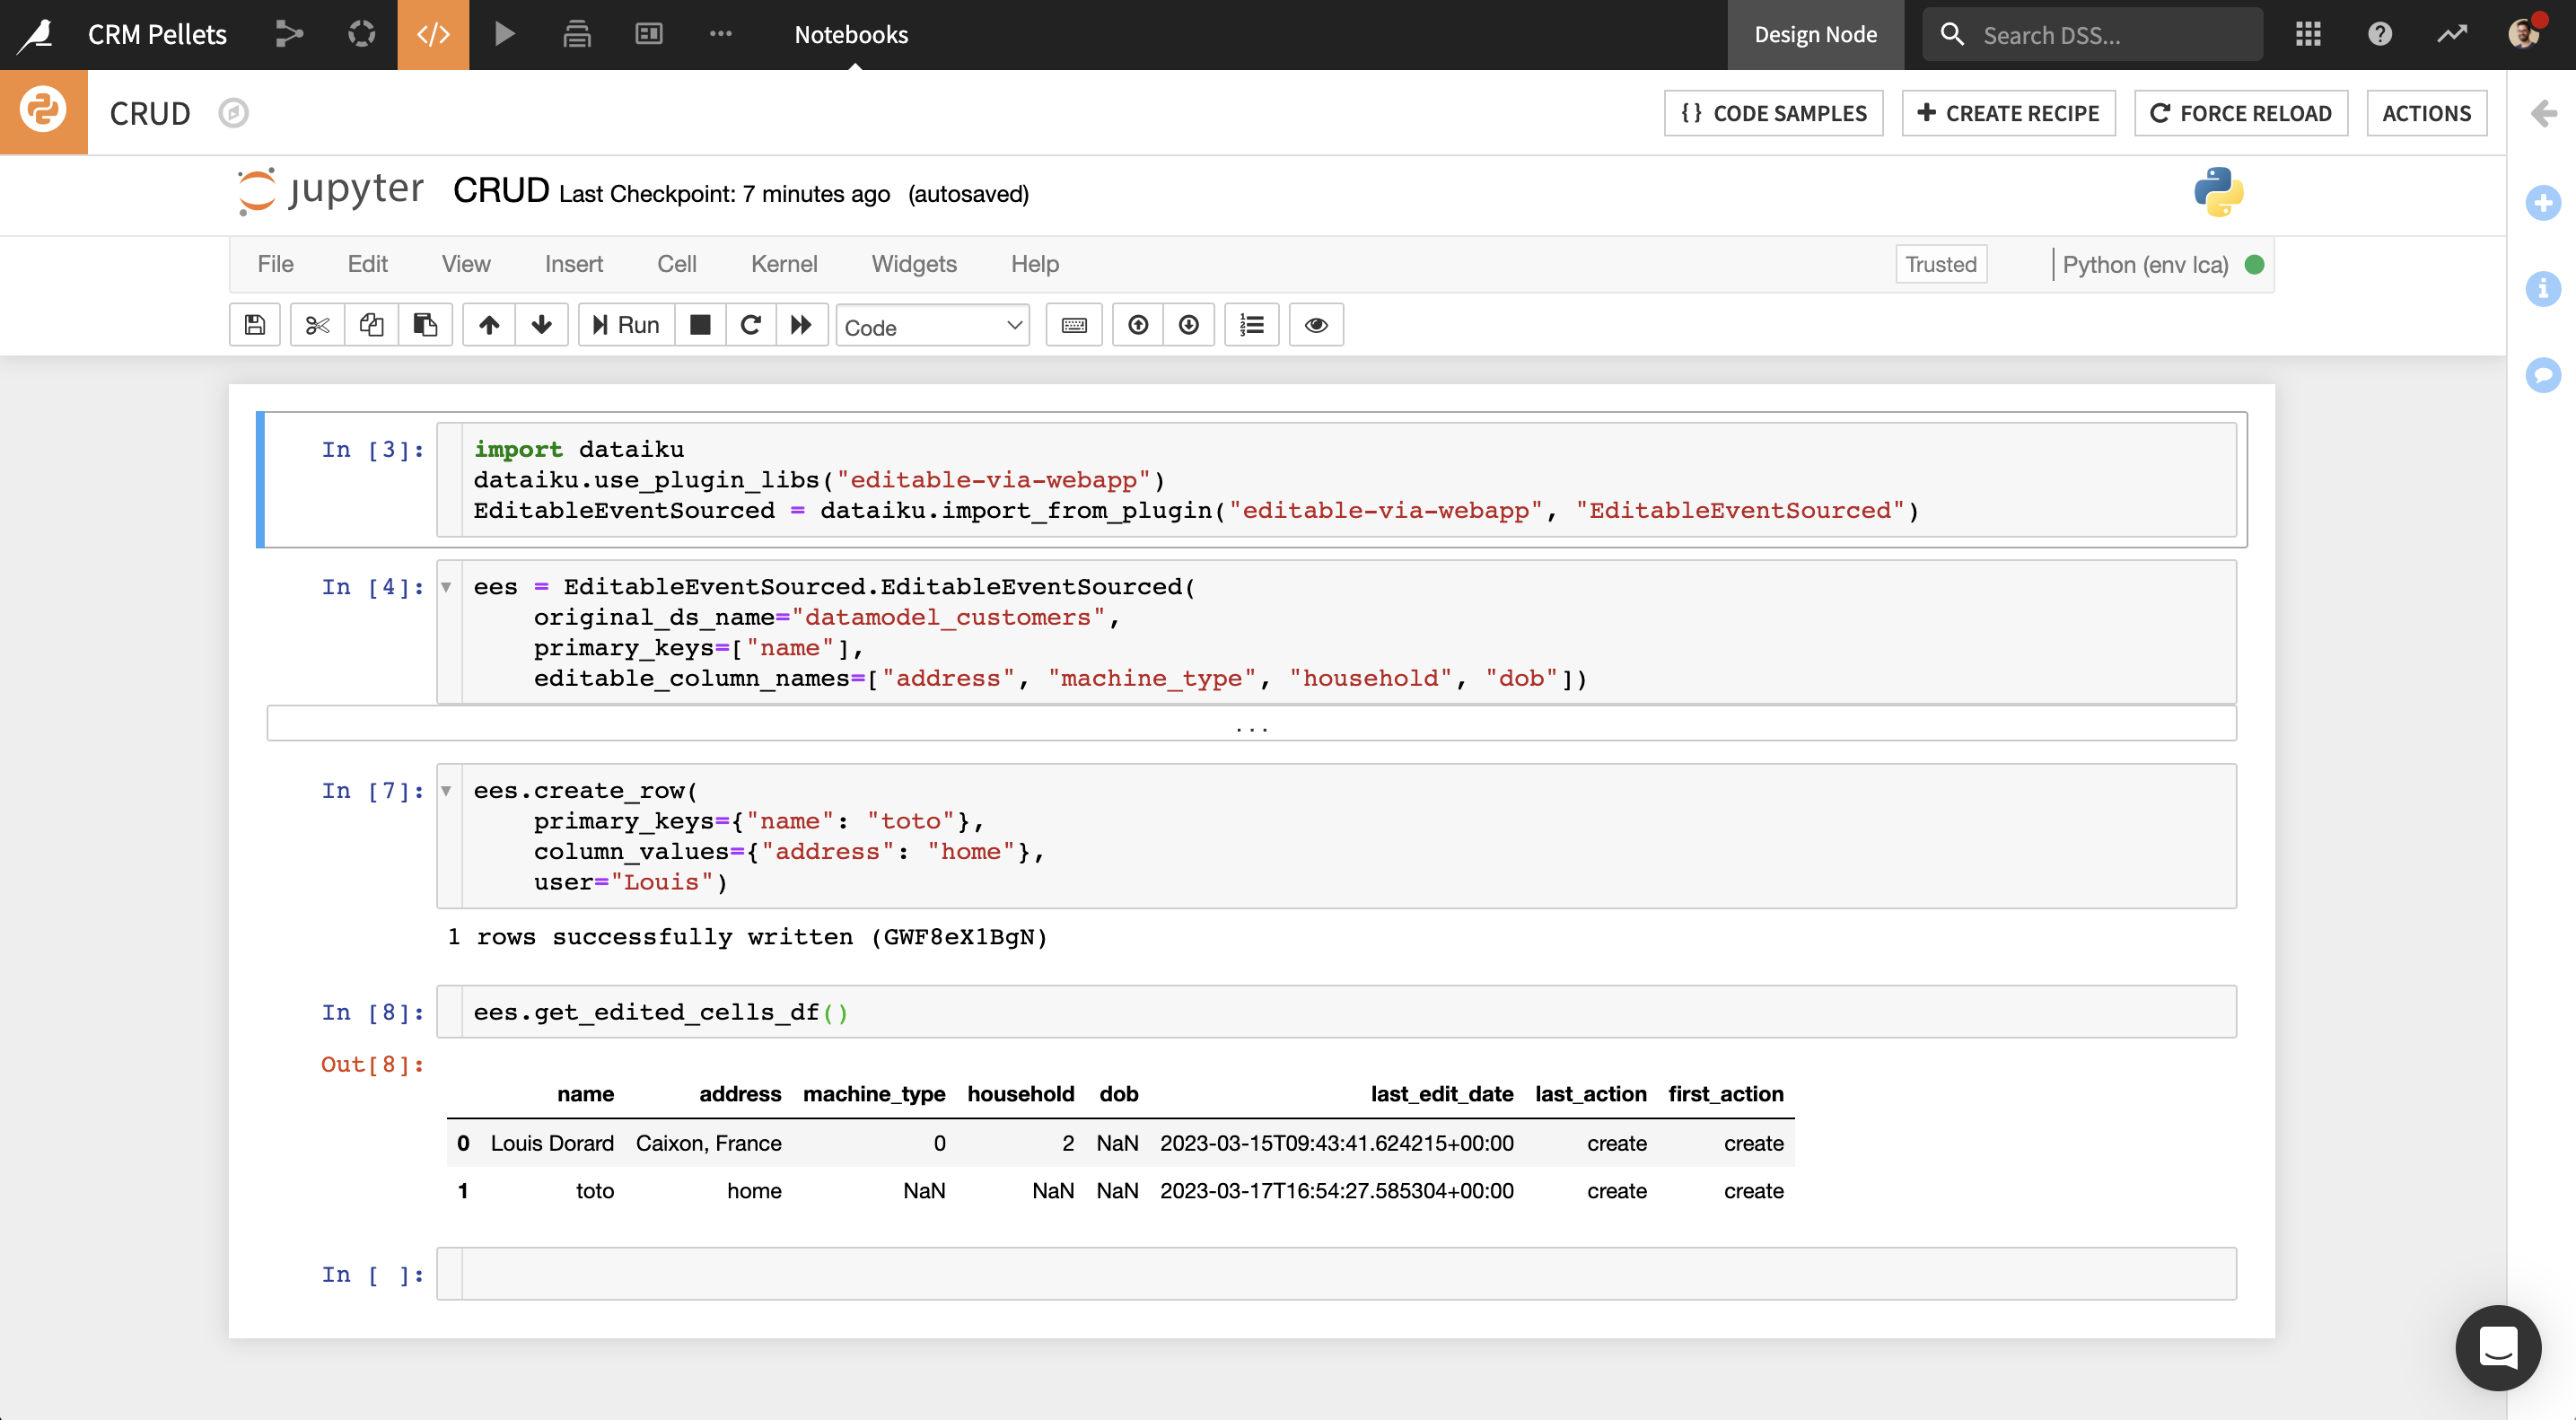 CRM Pellets
Notebooks
Design Node
Search DSS...
CRUD
{} CODE SAMPLES
CREATE RECIPE
FORCE RELOAD
ACTIONS
jupyter CRUD Last Checkpoint: 7 minutes ago (autosaved)
File Edit View Insert Cell Kernel Widgets Help
Trusted
Python (env lca)
Run
Code
In [3]:
import dataiku
dataiku.use_plugin_libs("editable-via-webapp")
EditableEventSourced = dataiku.import_from_plugin("editable-via-webapp", "EditableEventSourced")
In [4]:
ees = EditableEventSourced.EditableEventSourced(
original_ds_name="datamodel_customers",
primary_keys=["name"],
editable_column_names=["address", "machine_type", "household", "dob"])
...
In [7]:
ees.create_row(
primary_keys={"name": "toto"},
column_values={"address": "home"},
user="Louis")
1 rows successfully written (GWF8eX1BgN)
In [8]:
ees.get_edited_cells_df()
Out[8]:
name address machine_type household dob last_edit_date last_action first_action
0 Louis Dorard Caixon, France 0 2 NaN 2023-03-15T09:43:41.624215+00:00 create create
1 toto home NaN NaN NaN 2023-03-17T16:54:27.585304+00:00 create create
In [ ]: